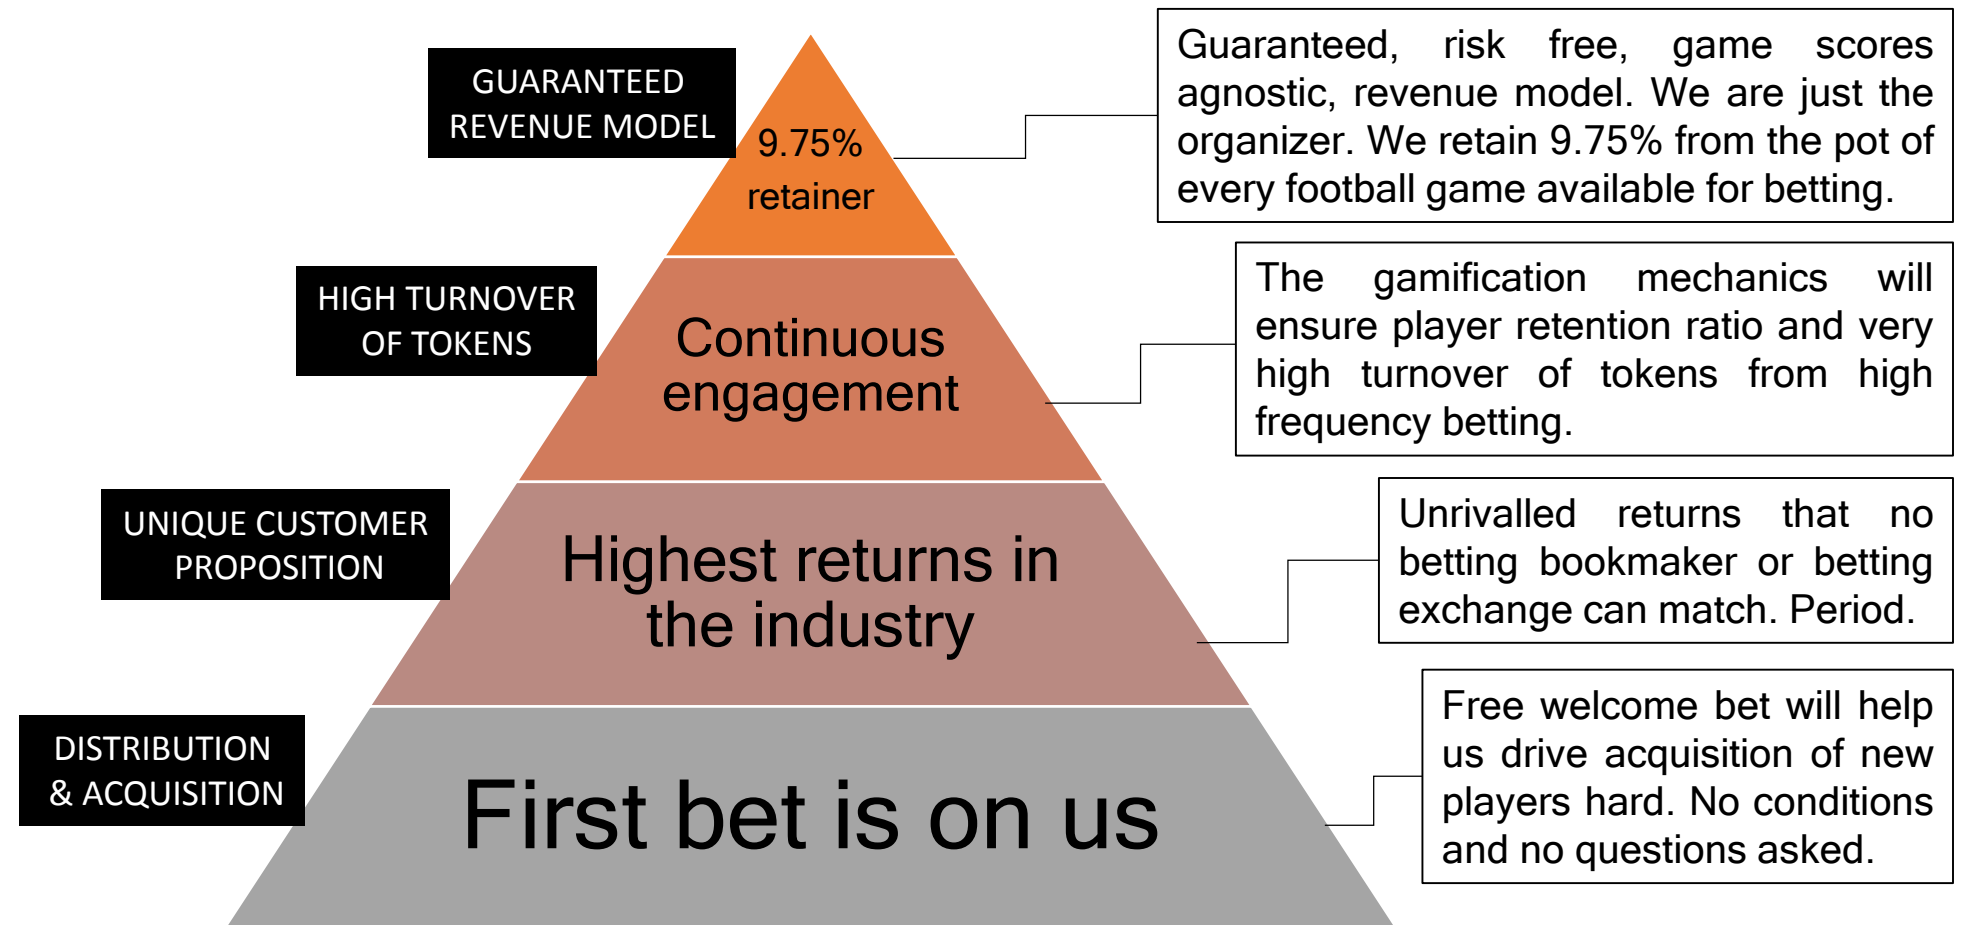 GUARANTEED
REVENUE MODEL
9.75%
retainer
Guaranteed, risk free, game scores
agnostic, revenue model. We are just the
organizer. We retain 9.75% from the pot of
every football game available for betting.
HIGH TURNOVER
OF TOKENS
Continuous
engagement
The gamification mechanics will
ensure player retention ratio and very
high turnover of tokens from high
frequency betting.
UNIQUE CUSTOMER
PROPOSITION
Highest returns in
the industry
Unrivalled returns that no
betting bookmaker or betting
exchange can match. Period.
DISTRIBUTION
& ACQUISITION
First bet is on us
Free welcome bet will help
us drive acquisition of new
players hard. No conditions
and no questions asked.